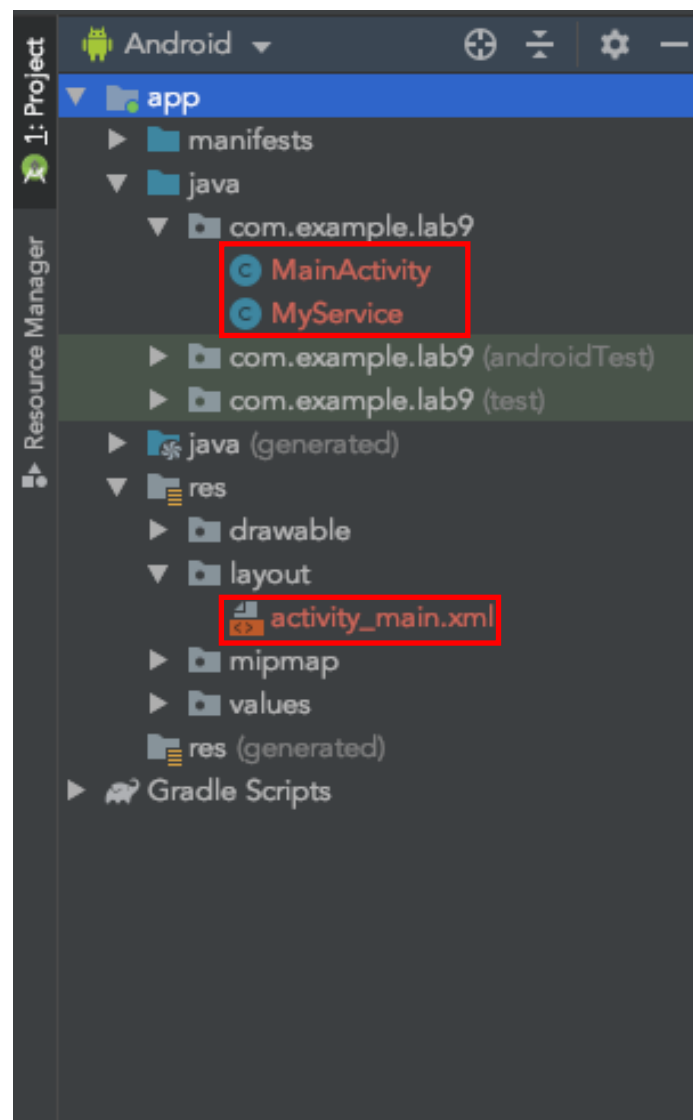 1: Project
Resource Manager
Android
app
manifests
java
com.example.lab9
C MainActivity
C MyService
com.example.lab9 (androidTest)
com.example.lab9 (test)
java (generated)
res
drawable
layout
activity_main.xml
mipmap
values
res (generated)
Gradle Scripts